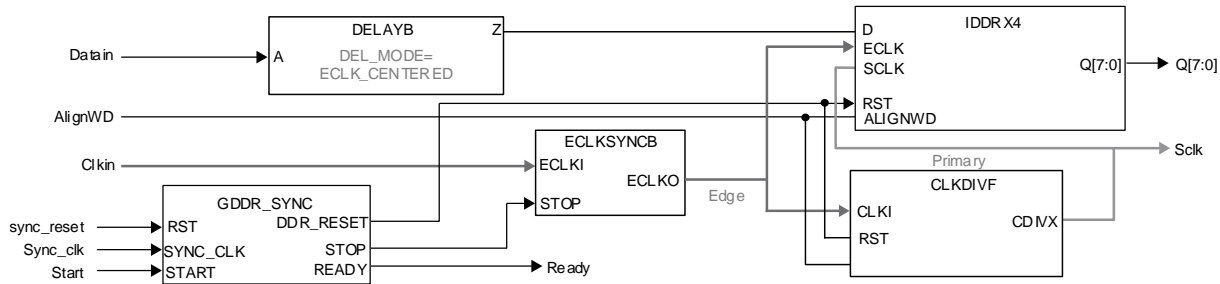 DELAYB
Z
Datain
A
DEL_MODE=
ECLK_CENTERED
IDDRX4
D
ECLK
SCLK
Q[7:0]
Q[7:0]
RST
ALIGNWD
AlignWD
Clkin
ECLKSYNCB
ECLKI
ECLKO
STOP
Edge
Primary
Sclk
CLKDIVF
CLKI
CDIVX
RST
GDDR_SYNC
DDR_RESET
sync_reset
RST
Sync_clk
SYNC_CLK
STOP
Start
START
READY
Ready